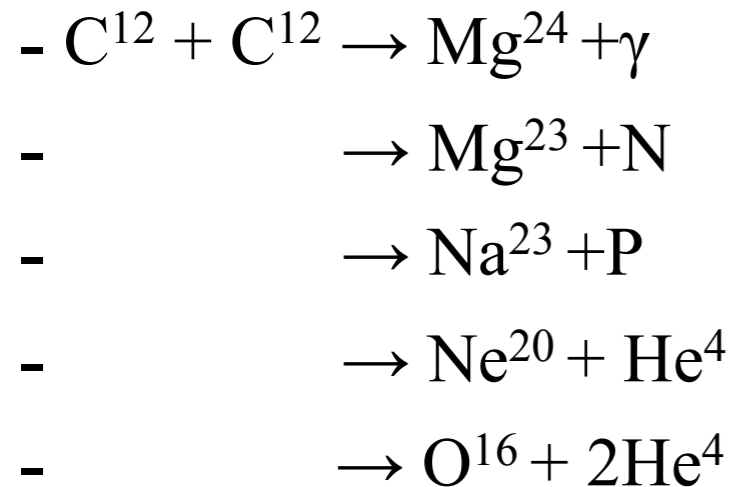 - C¹² + C¹² → Mg²⁴ +γ
- → Mg²³ +N
- → Na²³ +P
- → Ne²⁰ + He⁴
- → O¹⁶ + 2He⁴